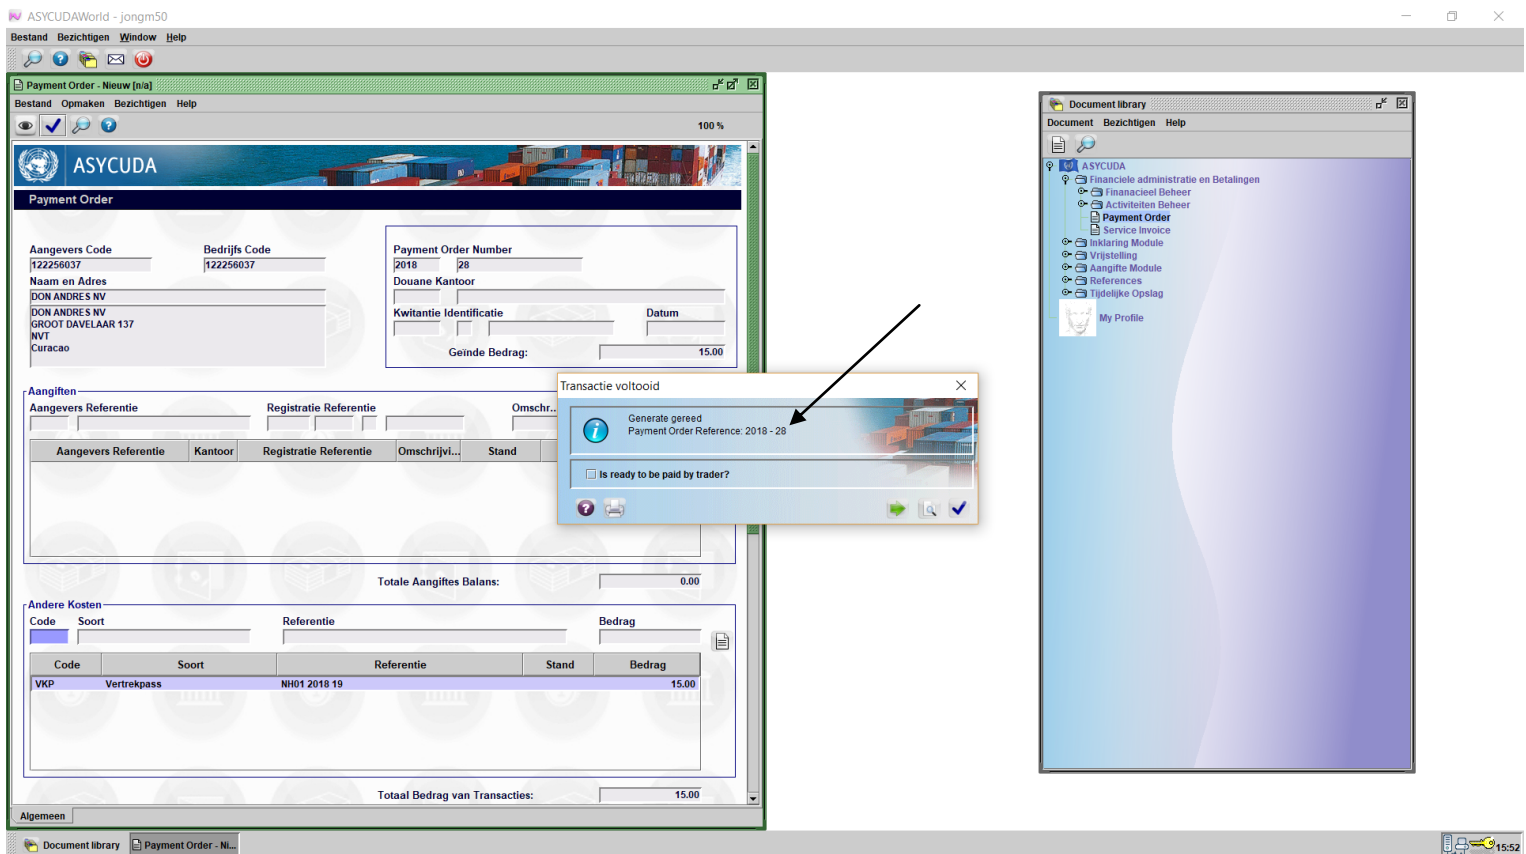 ASYCUDAWorld - jongm50
Bestand Bezichtigen Window Help
Payment Order - Nieuw [n/a]
Bestand Opmaken Bezichtigen Help
100 %
ASYCUDA
Payment Order
Aangevers Code Bedrijfs Code
122256037 122256037
Naam en Adres
DON ANDRES NV
DON ANDRES NV
GROOT DAVELAAR 137
NVT
Curacao
Payment Order Number
2018 28
Douane Kantoor
Kwitantie Identificatie Datum
Geïnde Bedrag: 15.00
Aangiften
Aangevers Referentie Registratie Referentie Omschr..
Aangevers Referentie Kantoor Registratie Referentie Omschrijvi... Stand
Totale Aangiftes Balans: 0.00
Andere Kosten
Code Soort Referentie Bedrag
Code Soort Referentie Stand Bedrag
VKP Vertrekpass NH01 2018 19 15.00
Totaal Bedrag van Transacties: 15.00
Algemeen
Transactie voltooid
Generate gereed
Payment Order Reference: 2018 - 28
Is ready to be paid by trader?
Document library
Document Bezichtigen Help
ASYCUDA
Financiele administratie en Betalingen
Finanacieel Beheer
Activiteiten Beheer
Payment Order
Service Invoice
Inklaring Module
Vrijstelling
Aangifte Module
References
Tijdelijke Opslag
My Profile
Document library Payment Order - Ni...
15:52